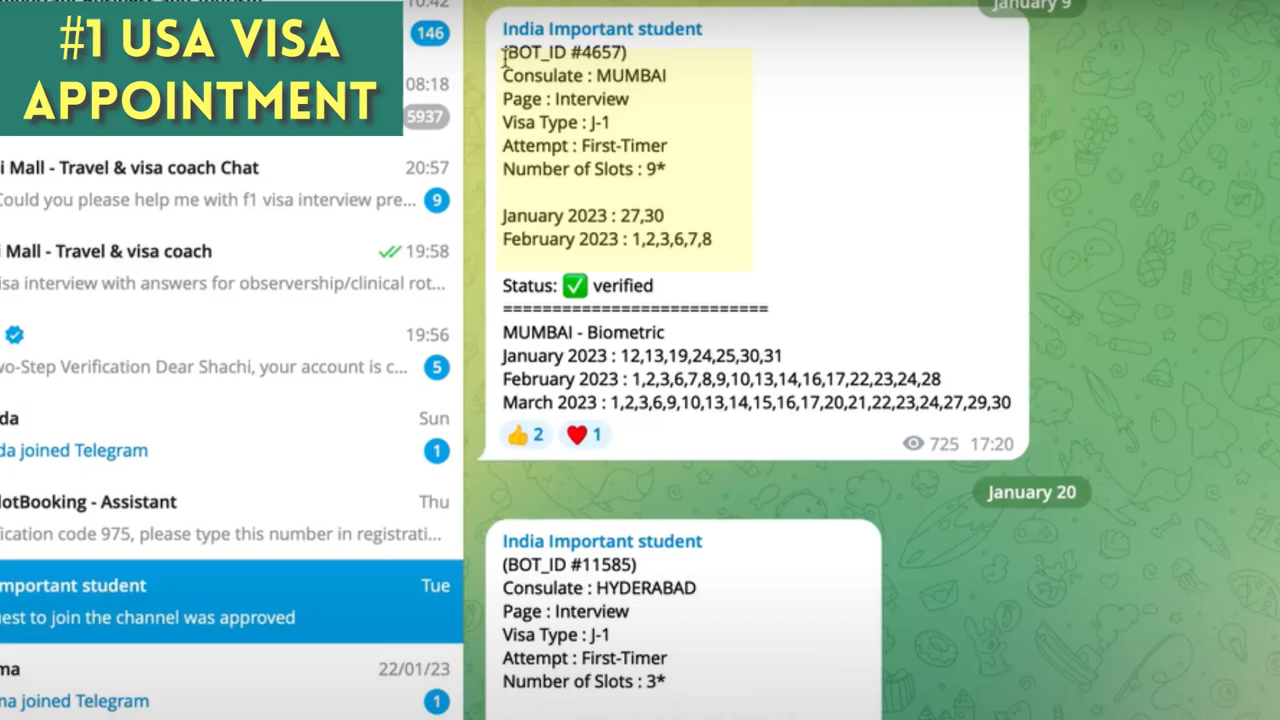 #1 USA VISA
APPOINTMENT
146
08:18
5937
i Mall - Travel & visa coach Chat
20:57
Could you please help me with f1 visa interview pre...
9
i Mall - Travel & visa coach
19:58
isa interview with answers for observership/clinical rot...
19:56
wo-Step Verification Dear Shachi, your account is c...
5
da
Sun
da joined Telegram
1
lotBooking - Assistant
Thu
fication code 975, please type this number in registrati...
mportant student
Tue
uest to join the channel was approved
ma
22/01/23
ma joined Telegram
1
January 9
India Important student
(BOT_ID #4657)
Consulate : MUMBAI
Page : Interview
Visa Type : J-1
Attempt : First-Timer
Number of Slots : 9*
January 2023 : 27,30
February 2023 : 1,2,3,6,7,8
Status: ✅ verified
===========================
MUMBAI - Biometric
January 2023 : 12,13,19,24,25,30,31
February 2023 : 1,2,3,6,7,8,9,10,13,14,16,17,22,23,24,28
March 2023 : 1,2,3,6,9,10,13,14,15,16,17,20,21,22,23,24,27,29,30
👍 2 ❤️ 1
725 17:20
January 20
India Important student
(BOT_ID #11585)
Consulate : HYDERABAD
Page : Interview
Visa Type : J-1
Attempt : First-Timer
Number of Slots : 3*